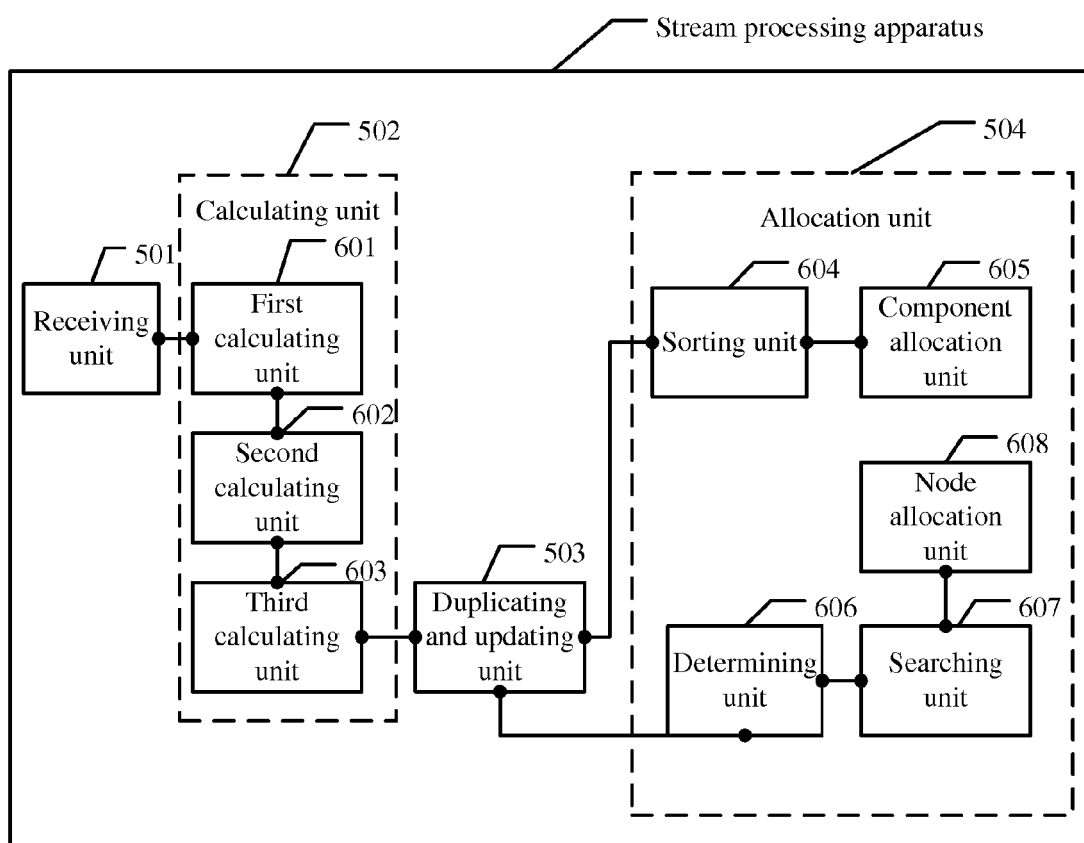 Stream processing apparatus
502
504
Calculating unit
Allocation unit
501
601
604
605
Receiving
unit
First
calculating
unit
Sorting unit
Component
allocation
unit
602
608
Second
calculating
unit
Node
allocation
unit
603
503
606
607
Third
calculating
unit
Duplicating
and updating
unit
Determining
unit
Searching
unit